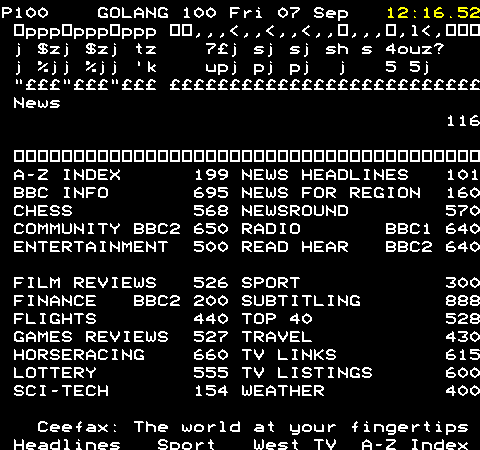 P100 GOLANG 100 Fri 07 Sep 12:16.52
▯ppp▯ppp▯ppp ▯▯,,,<,,<,,<,,▯,,,▯,l<,▯▯▯
j $zj $zj tz 7£j sj sj sh s 4ouz?
j %jj %jj 'k upj pj pj j 5 5j
"£££"£££"£££ ££££££££££££££££££££££££££
News
116
▯▯▯▯▯▯▯▯▯▯▯▯▯▯▯▯▯▯▯▯▯▯▯▯▯▯▯▯▯▯▯▯▯▯▯▯▯▯▯
A-Z INDEX 199 NEWS HEADLINES 101
BBC INFO 695 NEWS FOR REGION 160
CHESS 568 NEWSROUND 570
COMMUNITY BBC2 650 RADIO BBC1 640
ENTERTAINMENT 500 READ HEAR BBC2 640
FILM REVIEWS 526 SPORT 300
FINANCE BBC2 200 SUBTITLING 888
FLIGHTS 440 TOP 40 528
GAMES REVIEWS 527 TRAVEL 430
HORSERACING 660 TV LINKS 615
LOTTERY 555 TV LISTINGS 600
SCI-TECH 154 WEATHER 400
Ceefax: The world at your fingertips
Headlines Sport West TV A-Z Index